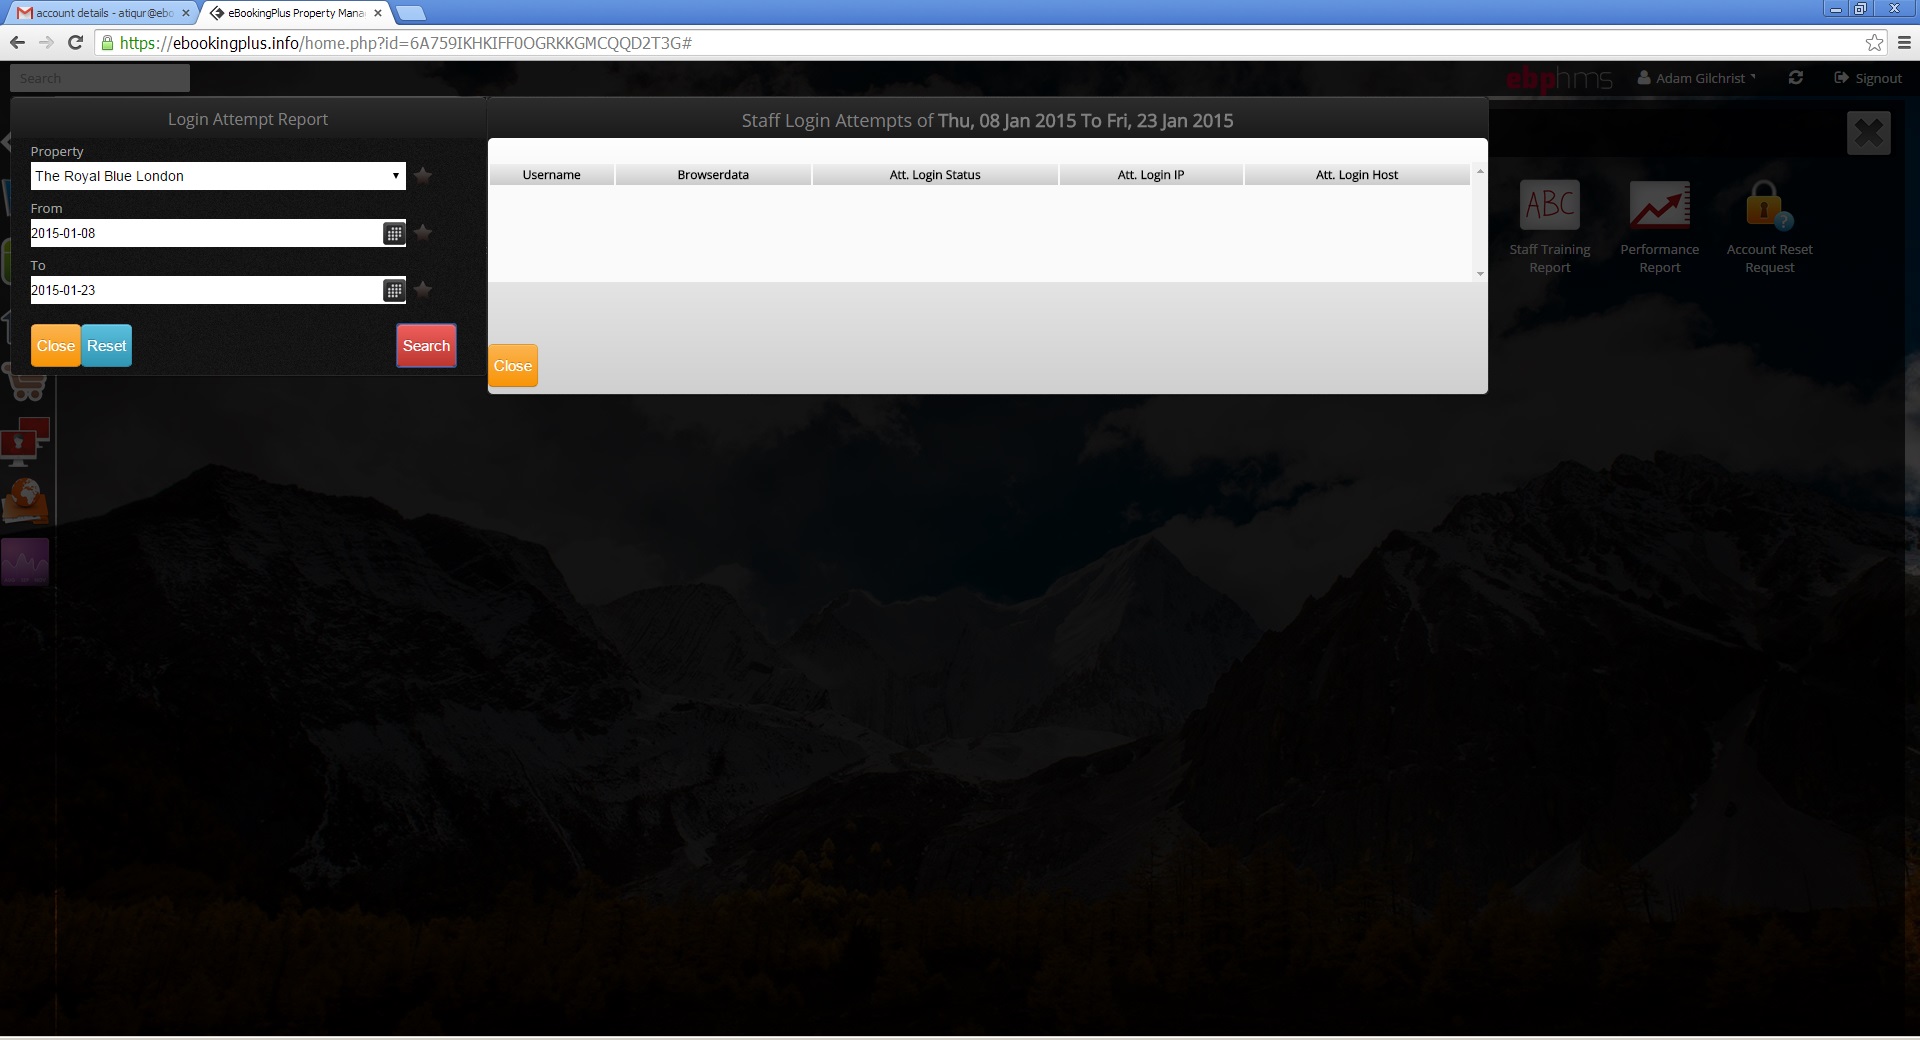 account details - atiqur@ebo
eBookingPlus Property Mana
https://ebookingplus.info/home.php?id=6A759IKHKIFF0OGRKKGMCQQD2T3G#
Search
ebphms
Adam Gilchrist
Signout
Login Attempt Report
Property
The Royal Blue London
From
2015-01-08
To
2015-01-23
Close
Reset
Search
Staff Login Attempts of Thu, 08 Jan 2015 To Fri, 23 Jan 2015
Username
Browserdata
Att. Login Status
Att. Login IP
Att. Login Host
Close
ABC
Staff Training
Report
Performance
Report
Account Reset
Request